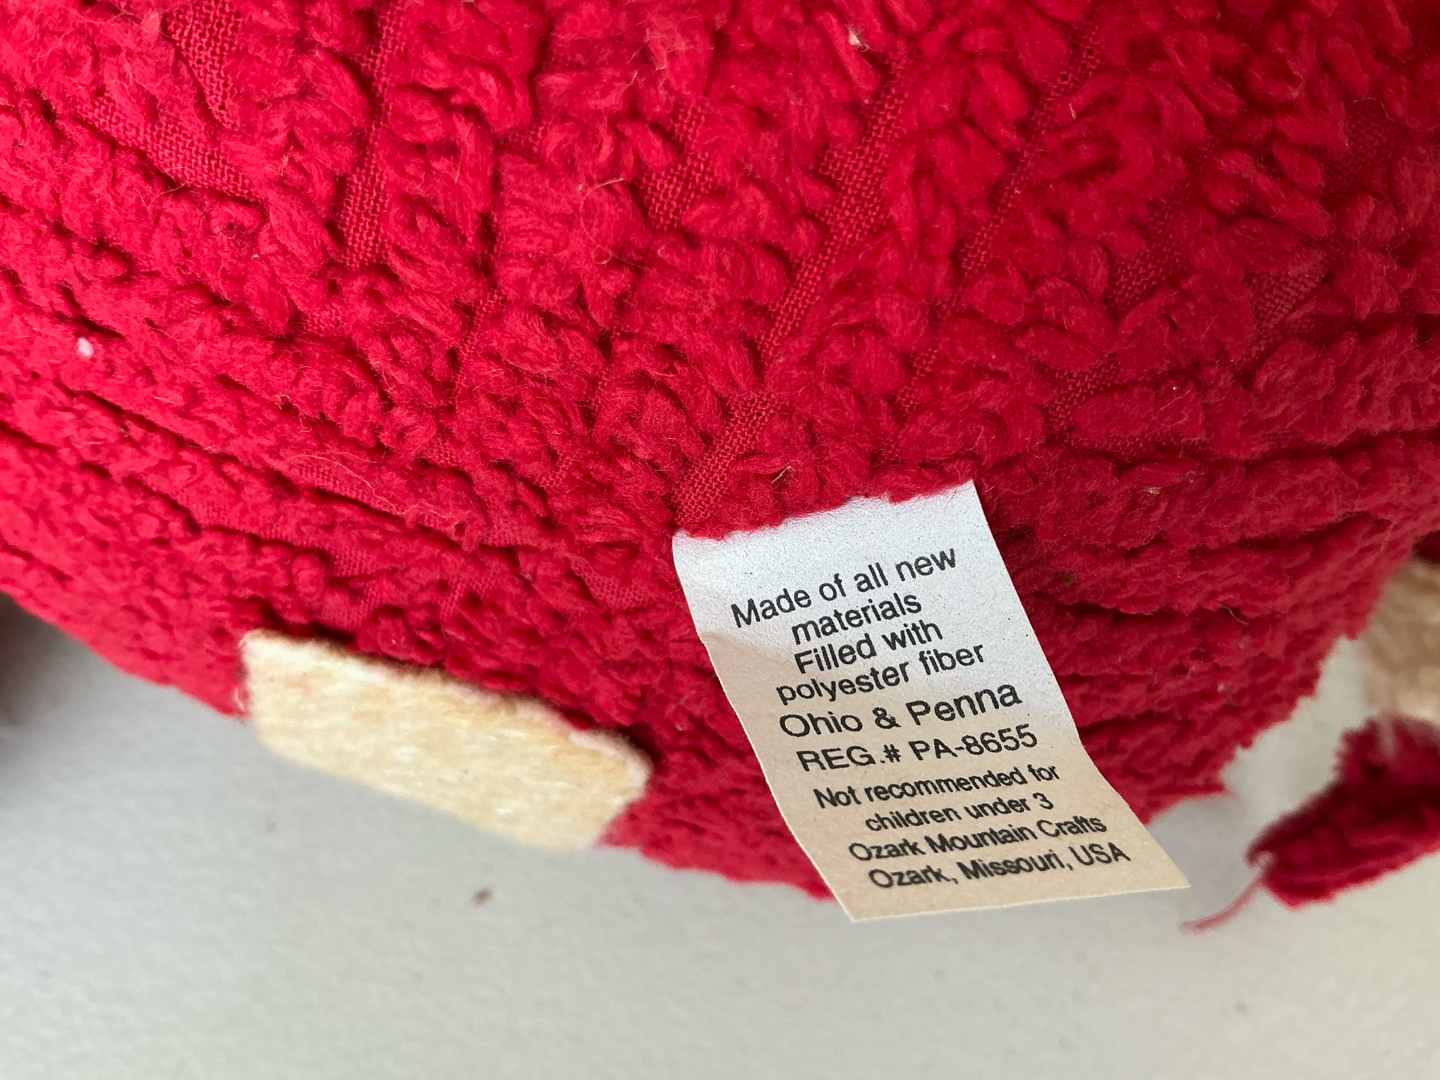 Made of all new
materials
Filled with
polyester fiber
Ohio & Penna
REG.# PA-8655
Not recommended for
children under 3
Ozark Mountain Crafts
Ozark, Missouri, USA